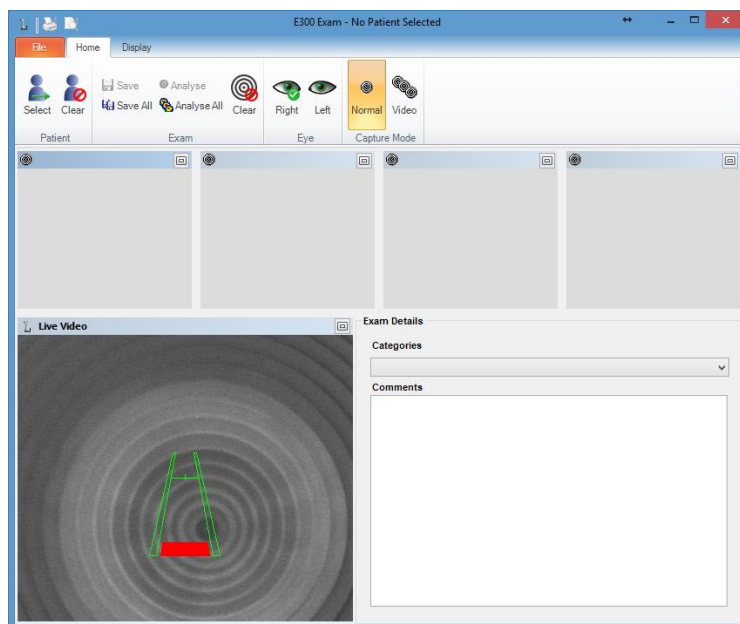 E300 Exam - No Patient Selected
File Home Display
Save Analyse
Save All Analyse All
Select Clear Clear Right Left Normal Video
Patient Exam Eye Capture Mode
Live Video
Exam Details
Categories
Comments